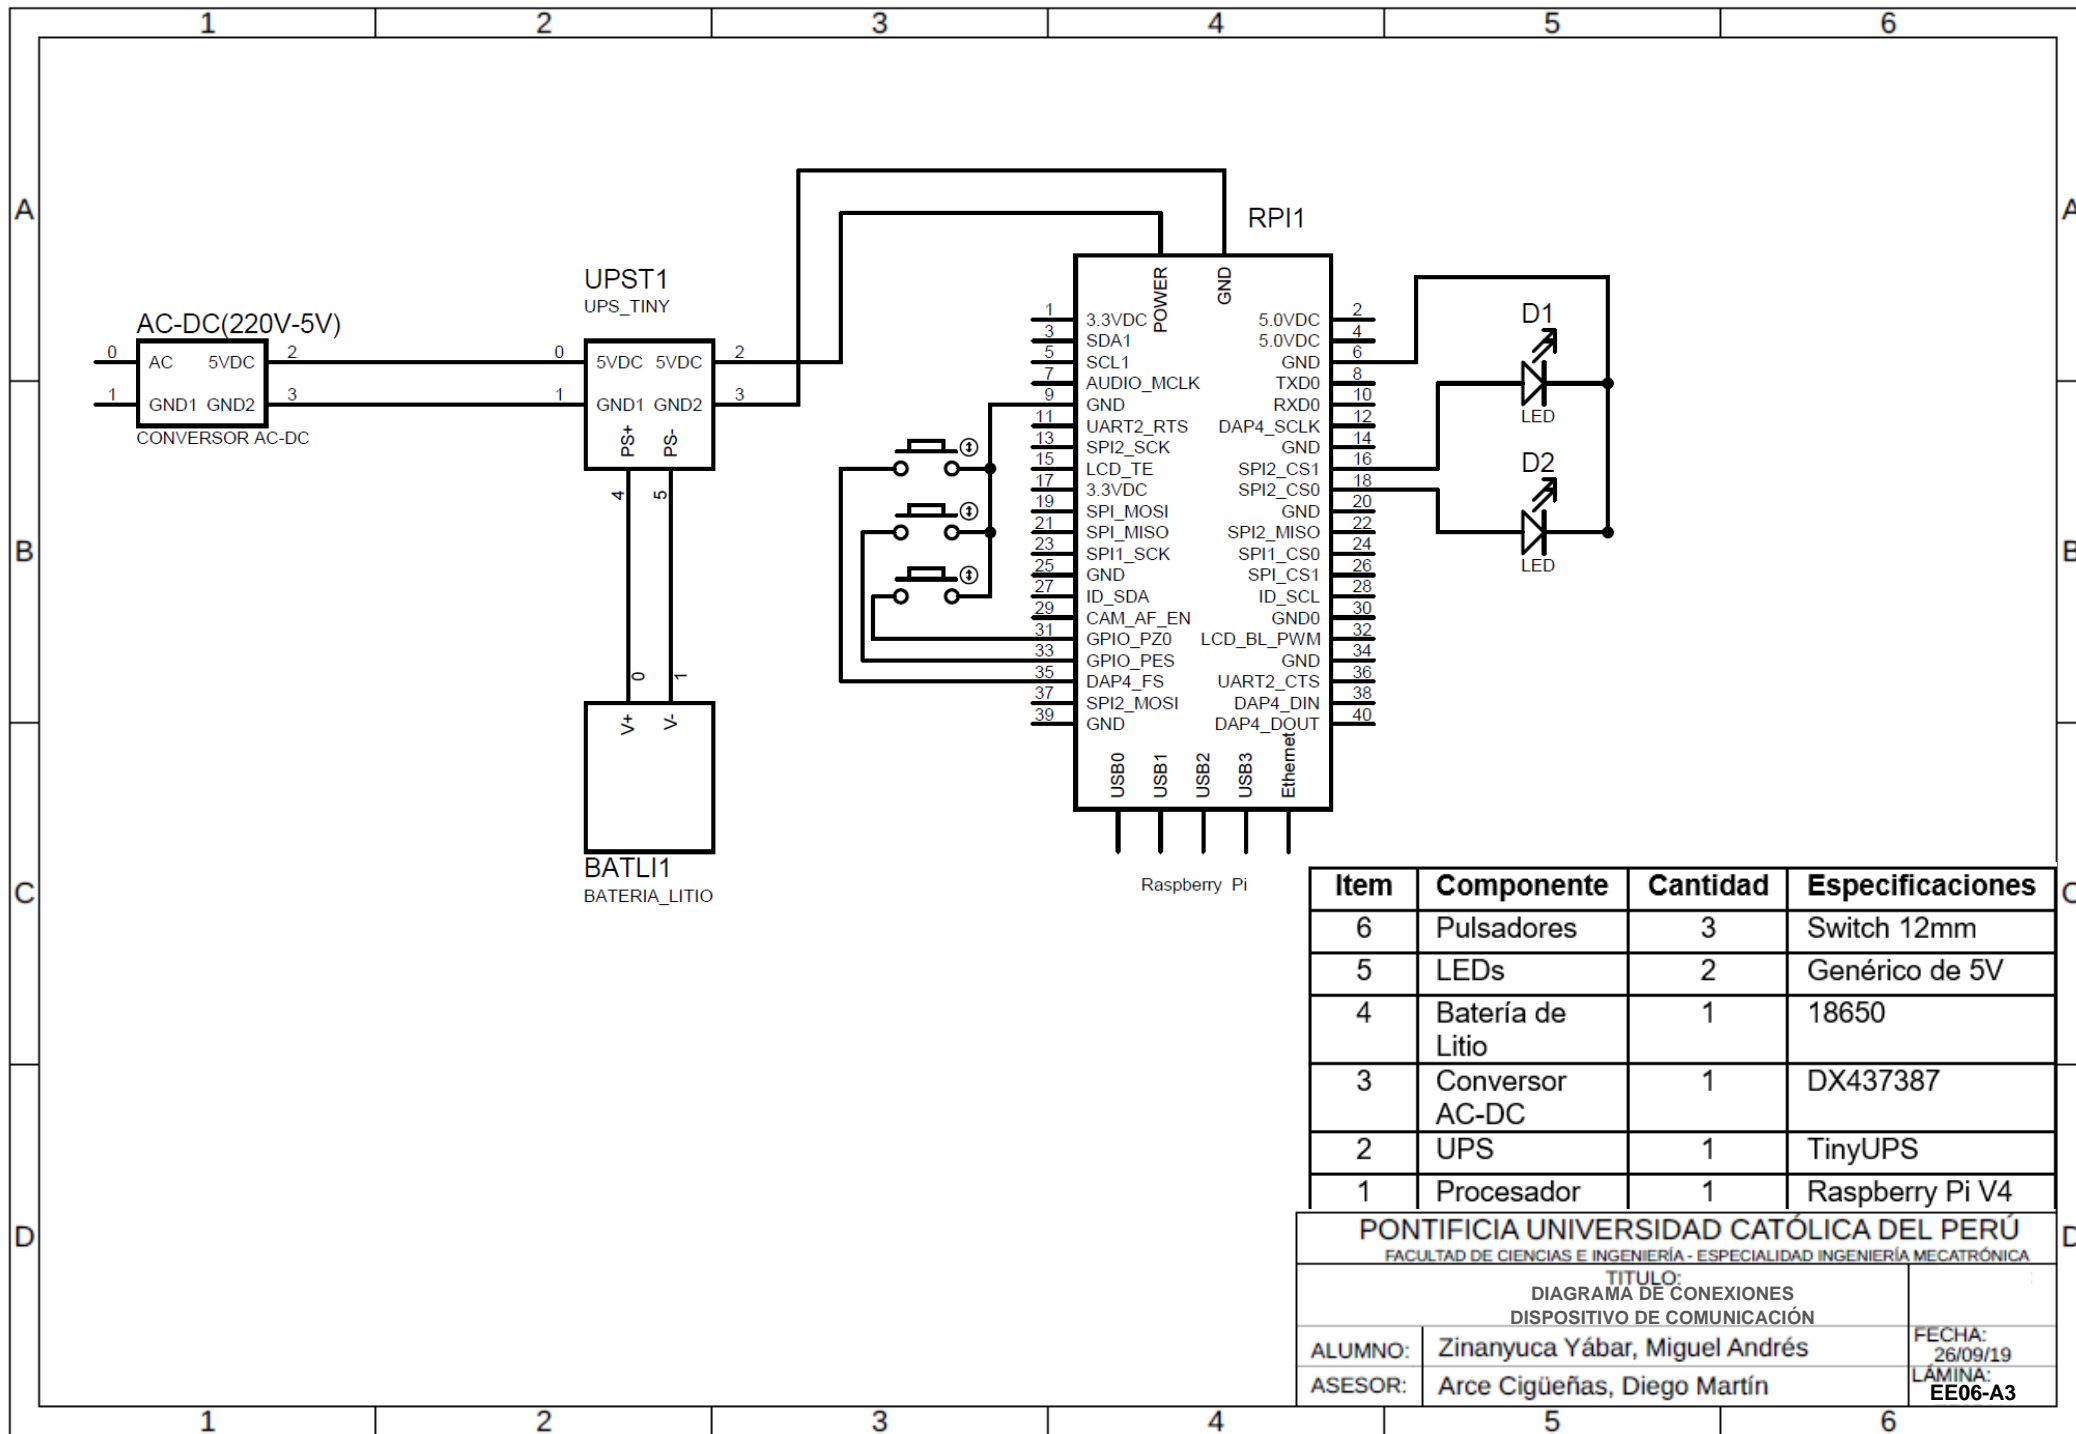 1 2 3 4 5 6
A A
B B
C C
D D
AC-DC(220V-5V)
0 AC 5VDC 2
1 GND1 GND2 3
CONVERSOR AC-DC
UPST1
UPS_TINY
0 5VDC 5VDC 2
1 GND1 GND2 3
PS+ PS-
4 5
0 1
V+ V-
BATLI1
BATERIA_LITIO
RPI1
POWER GND
1 3.3VDC 5.0VDC 2
3 SDA1 5.0VDC 4
5 SCL1 GND 6
7 AUDIO_MCLK TXD0 8
9 GND RXD0 10
11 UART2_RTS DAP4_SCLK 12
13 SPI2_SCK GND 14
15 LCD_TE SPI2_CS1 16
17 3.3VDC SPI2_CS0 18
19 SPI_MOSI GND 20
21 SPI_MISO SPI2_MISO 22
23 SPI1_SCK SPI1_CS0 24
25 GND SPI_CS1 26
27 ID_SDA ID_SCL 28
29 CAM_AF_EN GND0 30
31 GPIO_PZ0 LCD_BL_PWM 32
33 GPIO_PES GND 34
35 DAP4_FS UART2_CTS 36
37 SPI2_MOSI DAP4_DIN 38
39 GND DAP4_DOUT 40
USB0 USB1 USB2 USB3 Ethernet
Raspberry Pi
D1
LED
D2
LED
Item Componente Cantidad Especificaciones
6 Pulsadores 3 Switch 12mm
5 LEDs 2 Genérico de 5V
4 Batería de 1 18650
Litio
3 Conversor 1 DX437387
AC-DC
2 UPS 1 TinyUPS
1 Procesador 1 Raspberry Pi V4
PONTIFICIA UNIVERSIDAD CATÓLICA DEL PERÚ
FACULTAD DE CIENCIAS E INGENIERÍA - ESPECIALIDAD INGENIERÍA MECATRÓNICA
TITULO:
DIAGRAMA DE CONEXIONES
DISPOSITIVO DE COMUNICACIÓN
ALUMNO: Zinanyuca Yábar, Miguel Andrés
FECHA:
26/09/19
ASESOR: Arce Cigüeñas, Diego Martín
LÁMINA:
EE06-A3
1 2 3 4 5 6